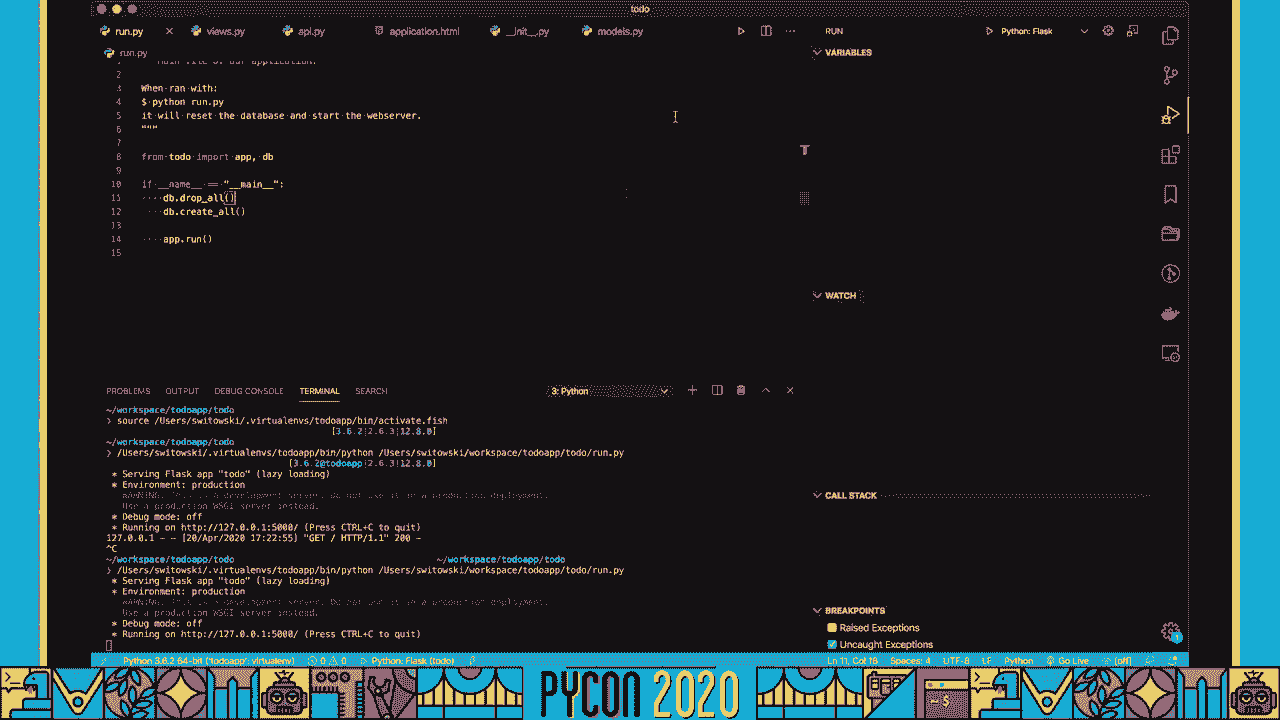 todo
run.py
views.py
api.py
application.html
__init__.py
models.py
RUN
Python: Flask
run.py
VARIABLES
1 main file of our application.
2
3 When ran with:
4 $ python run.py
5 it will reset the database and start the webserver.
6 """
7
8 from todo import app, db
9
10 if __name__ == "__main__":
11 db.drop_all()
12 db.create_all()
13
14 app.run()
15
WATCH
PROBLEMS OUTPUT DEBUG CONSOLE TERMINAL SEARCH
3: Python
~/workspace/todoapp/todo
❯ source /Users/switowski/.virtualenvs/todoapp/bin/activate.fish
[3.6.2|2.6.3|12.8.0]
~/workspace/todoapp/todo
❯ /Users/switowski/.virtualenvs/todoapp/bin/python /Users/switowski/workspace/todoapp/todo/run.py
[3.6.2@todoapp|2.6.3|12.8.0]
* Serving Flask app "todo" (lazy loading)
* Environment: production
WARNING: This is a development server. Do not use it in a production deployment.
Use a production WSGI server instead.
* Debug mode: off
* Running on http://127.0.0.1:5000/ (Press CTRL+C to quit)
127.0.0.1 - - [20/Apr/2020 17:22:55] "GET / HTTP/1.1" 200 -
^C
~/workspace/todoapp/todo ~/workspace/todoapp/todo
❯ /Users/switowski/.virtualenvs/todoapp/bin/python /Users/switowski/workspace/todoapp/todo/run.py
* Serving Flask app "todo" (lazy loading)
* Environment: production
WARNING: This is a development server. Do not use it in a production deployment.
Use a production WSGI server instead.
* Debug mode: off
* Running on http://127.0.0.1:5000/ (Press CTRL+C to quit)
CALL STACK
BREAKPOINTS
Raised Exceptions
Uncaught Exceptions
Python 3.6.2 64-bit ('todoapp': virtualenv) 0 0 Python: Flask (todo)
Ln 11, Col 18 Spaces: 4 UTF-8 LF Python Go Live [off]
PYCON 2020